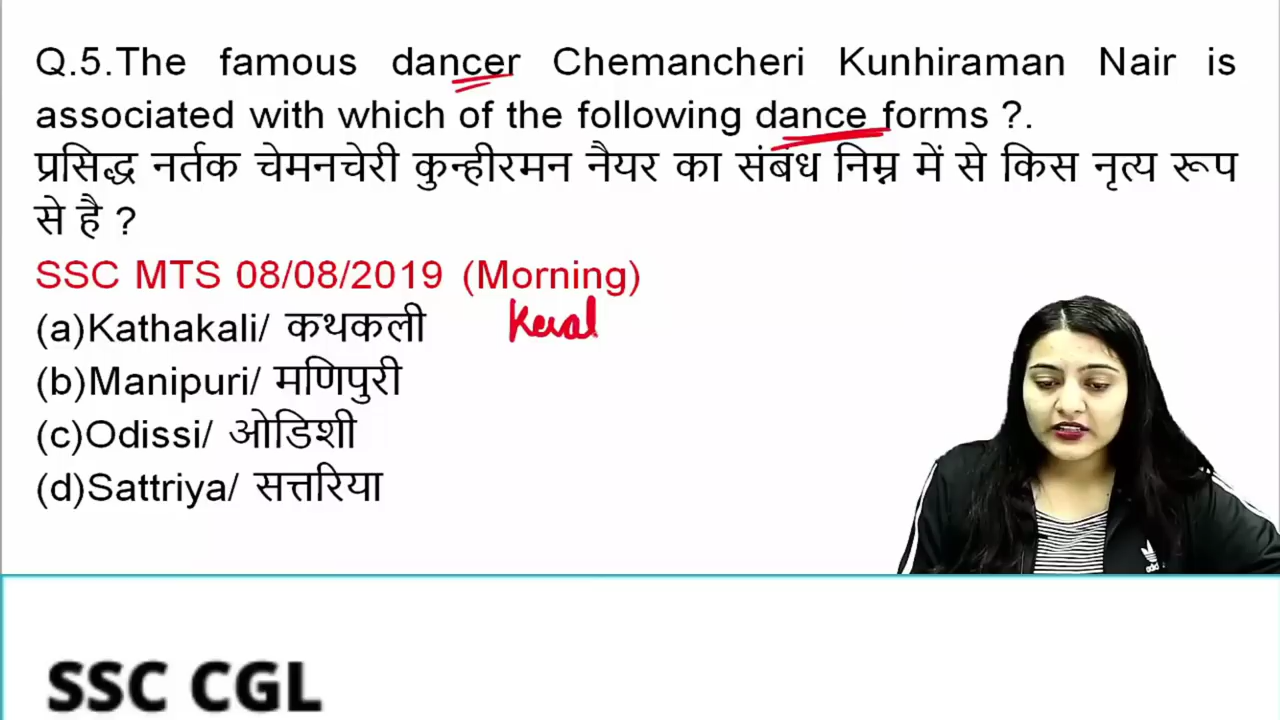 Q.5.The famous dancer Chemancheri Kunhiraman Nair is
associated with which of the following dance forms ?.
प्रसिद्ध नर्तक चेमनचेरी कुन्हीरमन नैयर का संबंध निम्न में से किस नृत्य रूप
से है ?
SSC MTS 08/08/2019 (Morning)
(a)Kathakali/ कथकली Keral
(b)Manipuri/ मणिपुरी
(c)Odissi/ ओडिशी
(d)Sattriya/ सत्तरिया
adidas
SSC CGL